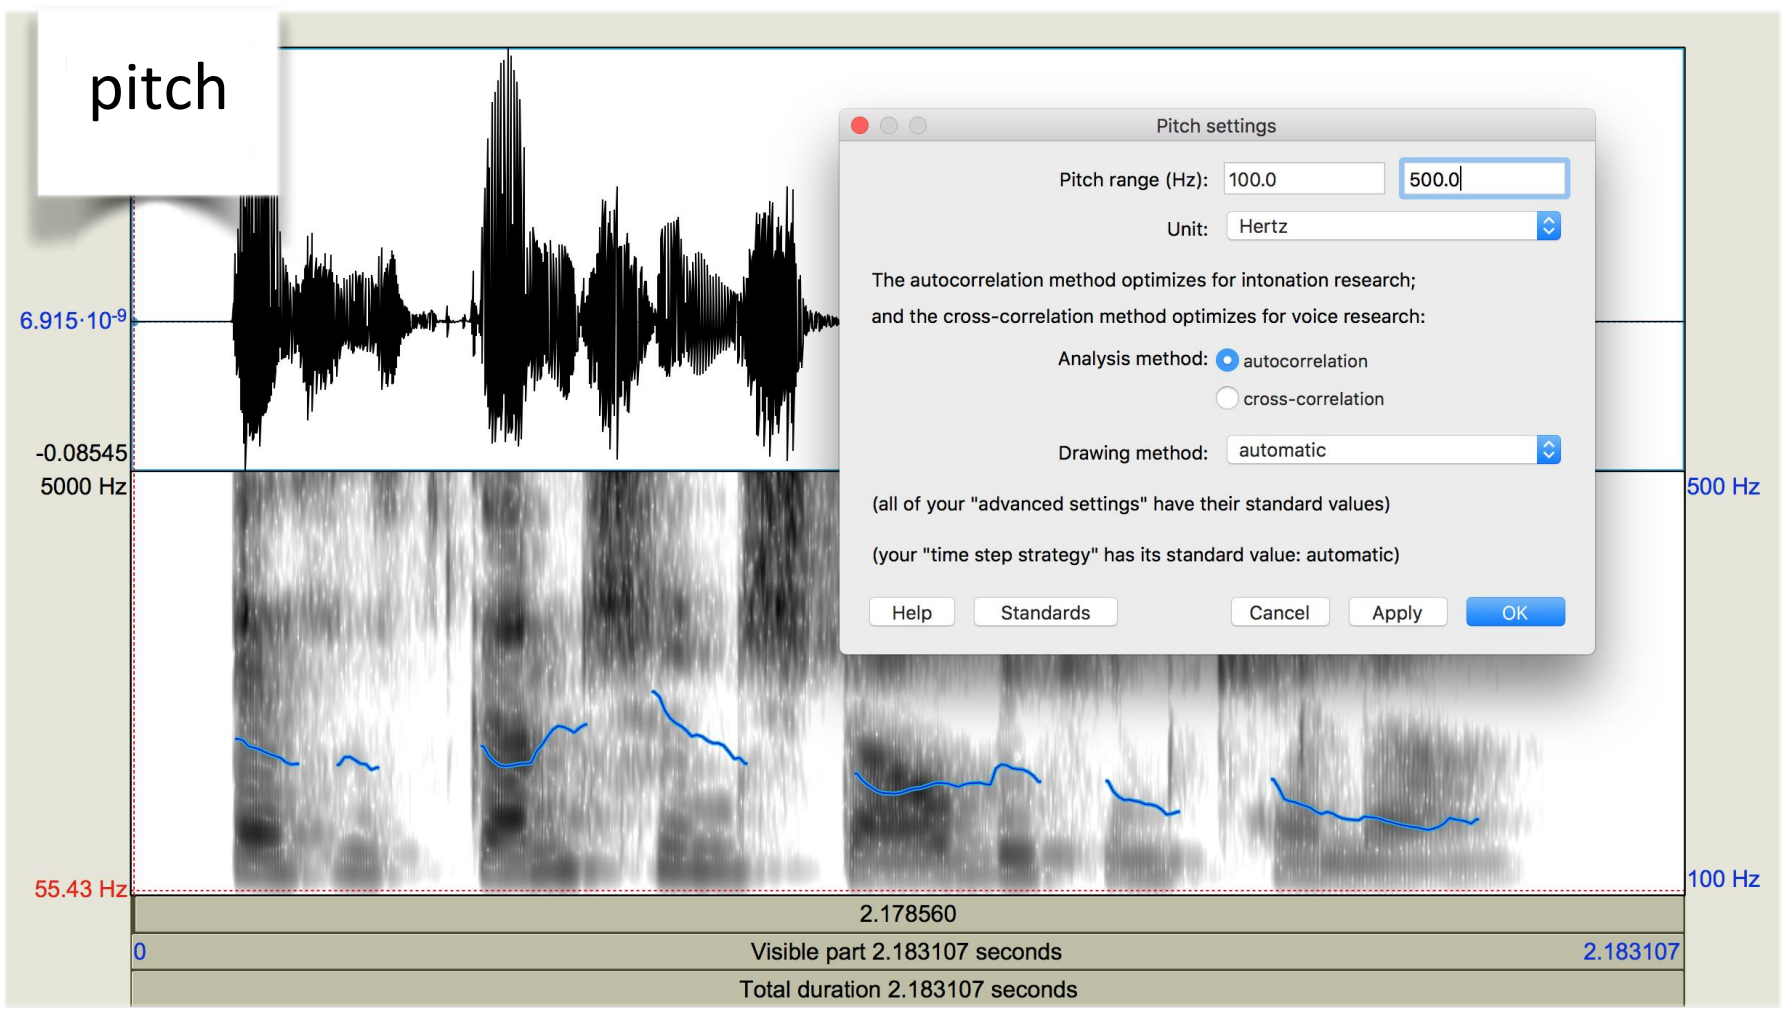 pitch
Pitch settings
Pitch range (Hz): 100.0 500.0
Unit: Hertz
The autocorrelation method optimizes for intonation research;
and the cross-correlation method optimizes for voice research:
Analysis method: autocorrelation
cross-correlation
Drawing method: automatic
(all of your "advanced settings" have their standard values)
(your "time step strategy" has its standard value: automatic)
Help Standards Cancel Apply OK
6.915·10-9
-0.08545
5000 Hz
500 Hz
55.43 Hz
100 Hz
2.178560
0 Visible part 2.183107 seconds 2.183107
Total duration 2.183107 seconds